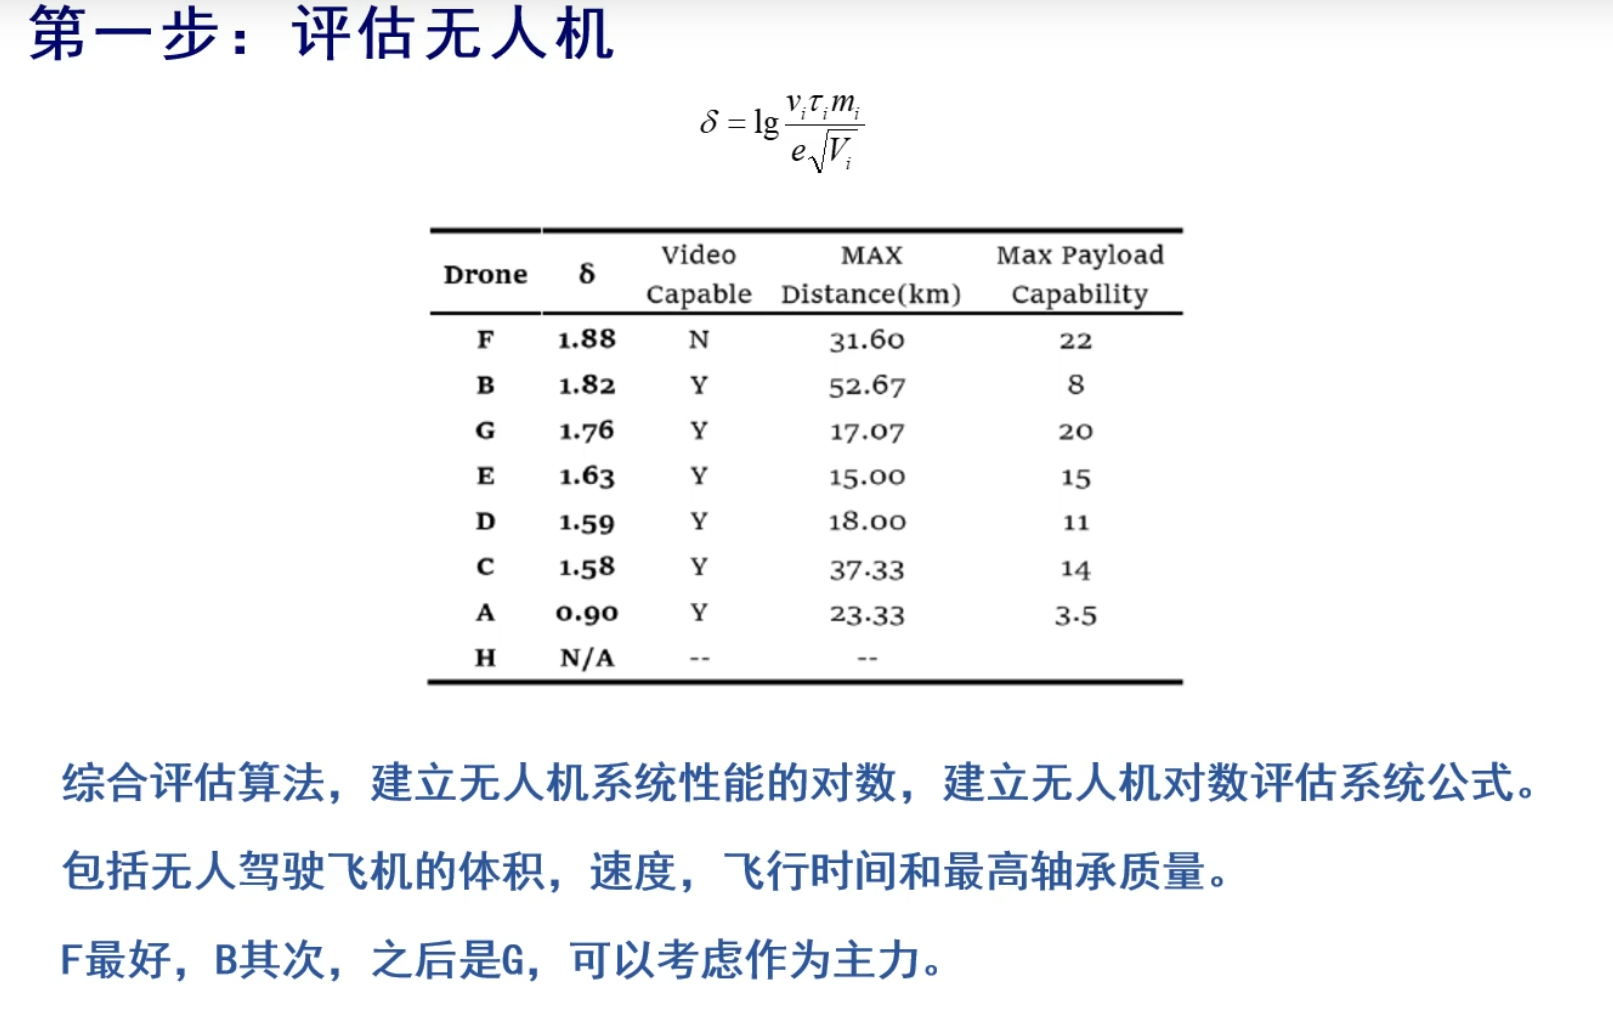 第一步：评估无人机
δ = lg (v_i τ_i m_i) / (e √V_i)
Drone δ Video Capable MAX Distance(km) Max Payload Capability
F 1.88 N 31.60 22
B 1.82 Y 52.67 8
G 1.76 Y 17.07 20
E 1.63 Y 15.00 15
D 1.59 Y 18.00 11
C 1.58 Y 37.33 14
A 0.90 Y 23.33 3.5
H N/A -- --
综合评估算法，建立无人机系统性能的对数，建立无人机对数评估系统公式。
包括无人驾驶飞机的体积，速度，飞行时间和最高轴承质量。
F最好，B其次，之后是G，可以考虑作为主力。